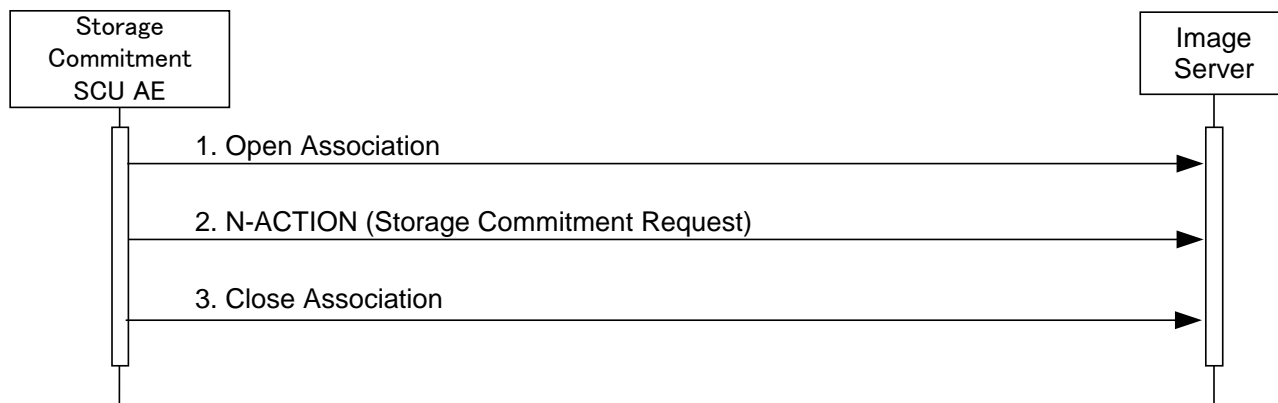 Storage
Commitment
SCU AE
Image
Server
1. Open Association
2. N-ACTION (Storage Commitment Request)
3. Close Association